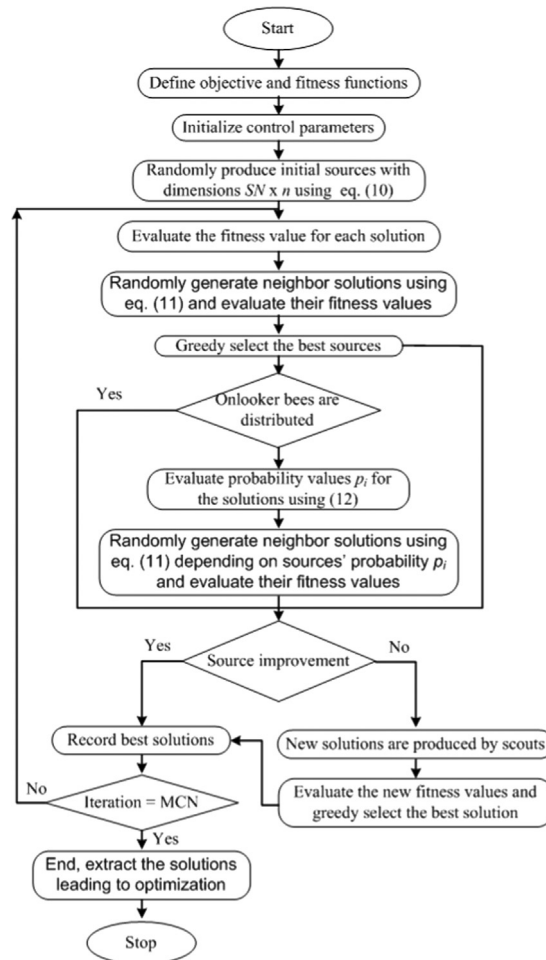 Start
Define objective and fitness functions
Initialize control parameters
Randomly produce initial sources with
dimensions SN x n using eq. (10)
Evaluate the fitness value for each solution
Randomly generate neighbor solutions using
eq. (11) and evaluate their fitness values
Greedy select the best sources
Yes
Onlooker bees are
distributed
Evaluate probability values pi for
the solutions using (12)
Randomly generate neighbor solutions using
eq. (11) depending on sources' probability pi
and evaluate their fitness values
Yes
Source improvement
No
Record best solutions
New solutions are produced by scouts
Evaluate the new fitness values and
greedy select the best solution
No
Iteration = MCN
Yes
End, extract the solutions
leading to optimization
Stop